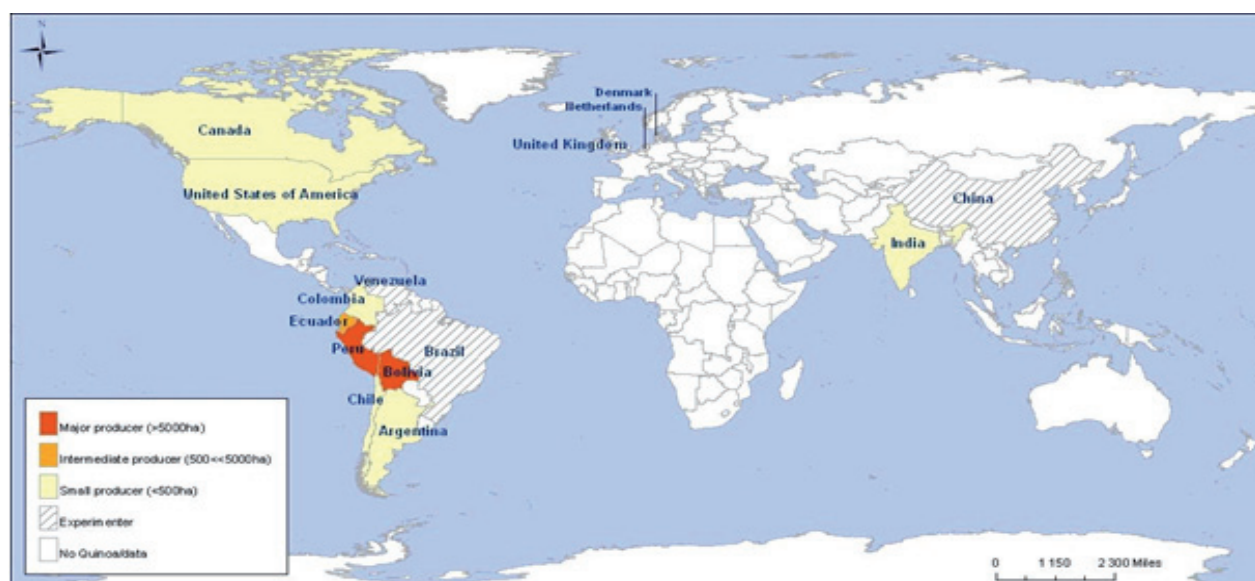 N
Denmark
Netherlands
Canada
United Kingdom
United States of America
China
India
Venezuela
Colombia
Ecuador
Peru
Brazil
Bolivia
Chile
Argentina
Major producer (>5000ha)
Intermediate producer (500<<5000ha)
Small producer (<500ha)
Experimenter
No Quinoa/data
0 1 150 2 300 Miles